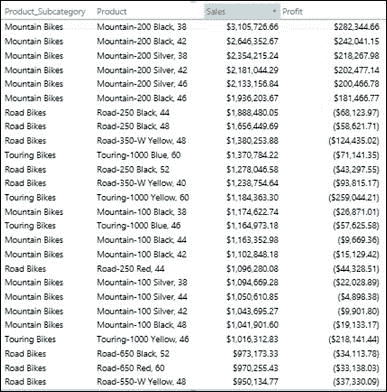 Product_Subcategory Product Sales Profit
Mountain Bikes Mountain-200 Black, 38 $3,105,726.66 $282,344.66
Mountain Bikes Mountain-200 Black, 42 $2,646,352.67 $242,041.15
Mountain Bikes Mountain-200 Silver, 38 $2,354,215.24 $218,267.98
Mountain Bikes Mountain-200 Silver, 42 $2,181,044.29 $202,477.14
Mountain Bikes Mountain-200 Silver, 46 $2,133,156.84 $200,466.78
Mountain Bikes Mountain-200 Black, 46 $1,936,203.67 $181,466.77
Road Bikes Road-250 Black, 44 $1,888,480.05 ($68,123.97)
Road Bikes Road-250 Black, 48 $1,656,449.69 ($58,621.71)
Road Bikes Road-350-W Yellow, 48 $1,380,253.88 ($124,435.02)
Touring Bikes Touring-1000 Blue, 60 $1,370,784.22 ($71,141.35)
Road Bikes Road-250 Black, 52 $1,278,046.58 ($43,297.55)
Road Bikes Road-350-W Yellow, 40 $1,238,754.64 ($93,815.17)
Touring Bikes Touring-1000 Yellow, 60 $1,184,363.30 ($259,044.21)
Mountain Bikes Mountain-100 Black, 38 $1,174,622.74 ($26,871.01)
Touring Bikes Touring-1000 Blue, 46 $1,164,973.18 ($57,625.58)
Mountain Bikes Mountain-100 Black, 44 $1,163,352.98 ($9,669.36)
Mountain Bikes Mountain-100 Black, 42 $1,102,848.18 ($15,129.42)
Road Bikes Road-250 Red, 44 $1,096,280.08 ($44,328.51)
Mountain Bikes Mountain-100 Silver, 38 $1,094,669.28 ($22,028.89)
Mountain Bikes Mountain-100 Silver, 44 $1,050,610.85 ($4,898.38)
Mountain Bikes Mountain-100 Silver, 42 $1,043,695.27 ($9,901.80)
Mountain Bikes Mountain-100 Black, 48 $1,041,901.60 ($19,133.17)
Touring Bikes Touring-1000 Yellow, 46 $1,016,312.83 ($218,141.44)
Road Bikes Road-650 Black, 52 $973,173.33 ($34,113.78)
Road Bikes Road-650 Red, 60 $970,255.43 ($33,138.03)
Road Bikes Road-550-W Yellow, 48 $950,134.77 ($37,330.09)